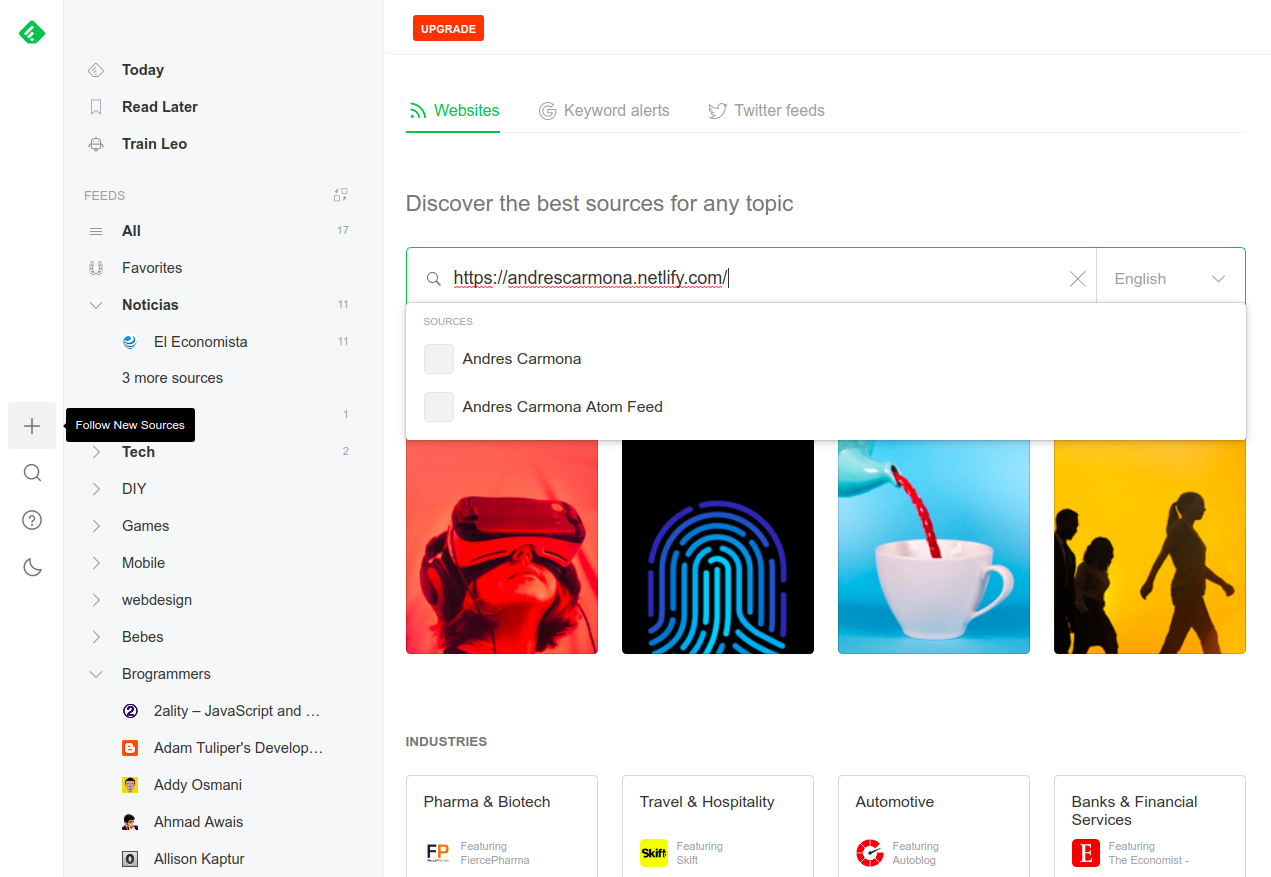 UPGRADE
Today
Read Later
Train Leo
FEEDS
All 17
Favorites
Noticias 11
El Economista 11
3 more sources
1
Follow New Sources
Tech 2
DIY
Games
Mobile
webdesign
Bebes
Brogrammers
2ality – JavaScript and …
Adam Tuliper's Develop…
Addy Osmani
Ahmad Awais
Allison Kaptur
Websites
Keyword alerts
Twitter feeds
Discover the best sources for any topic
https://andrescarmona.netlify.com/
English
SOURCES
Andres Carmona
Andres Carmona Atom Feed
INDUSTRIES
Pharma & Biotech
FP
Featuring
FiercePharma
Travel & Hospitality
Skift
Featuring
Skift
Automotive
Featuring
Autoblog
Banks & Financial
Services
E
Featuring
The Economist -